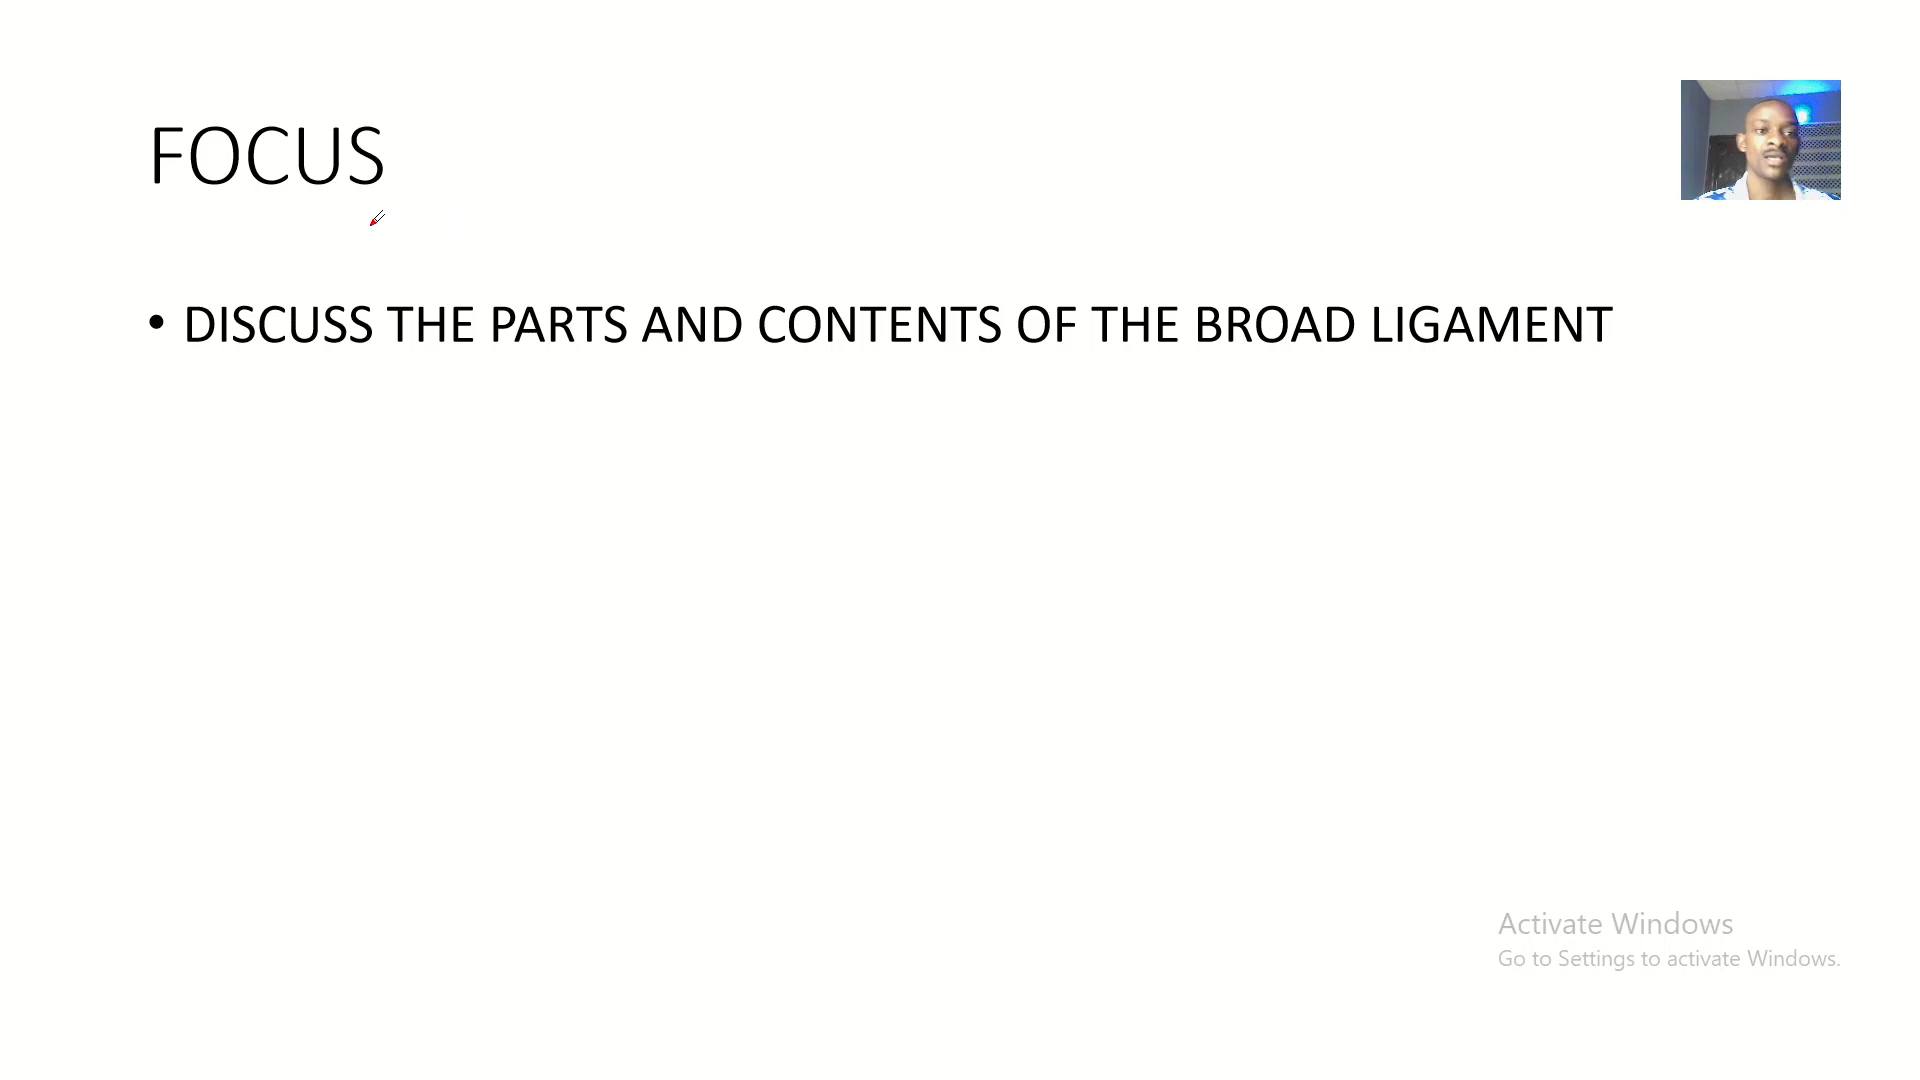 FOCUS
• DISCUSS THE PARTS AND CONTENTS OF THE BROAD LIGAMENT
Activate Windows
Go to Settings to activate Windows.